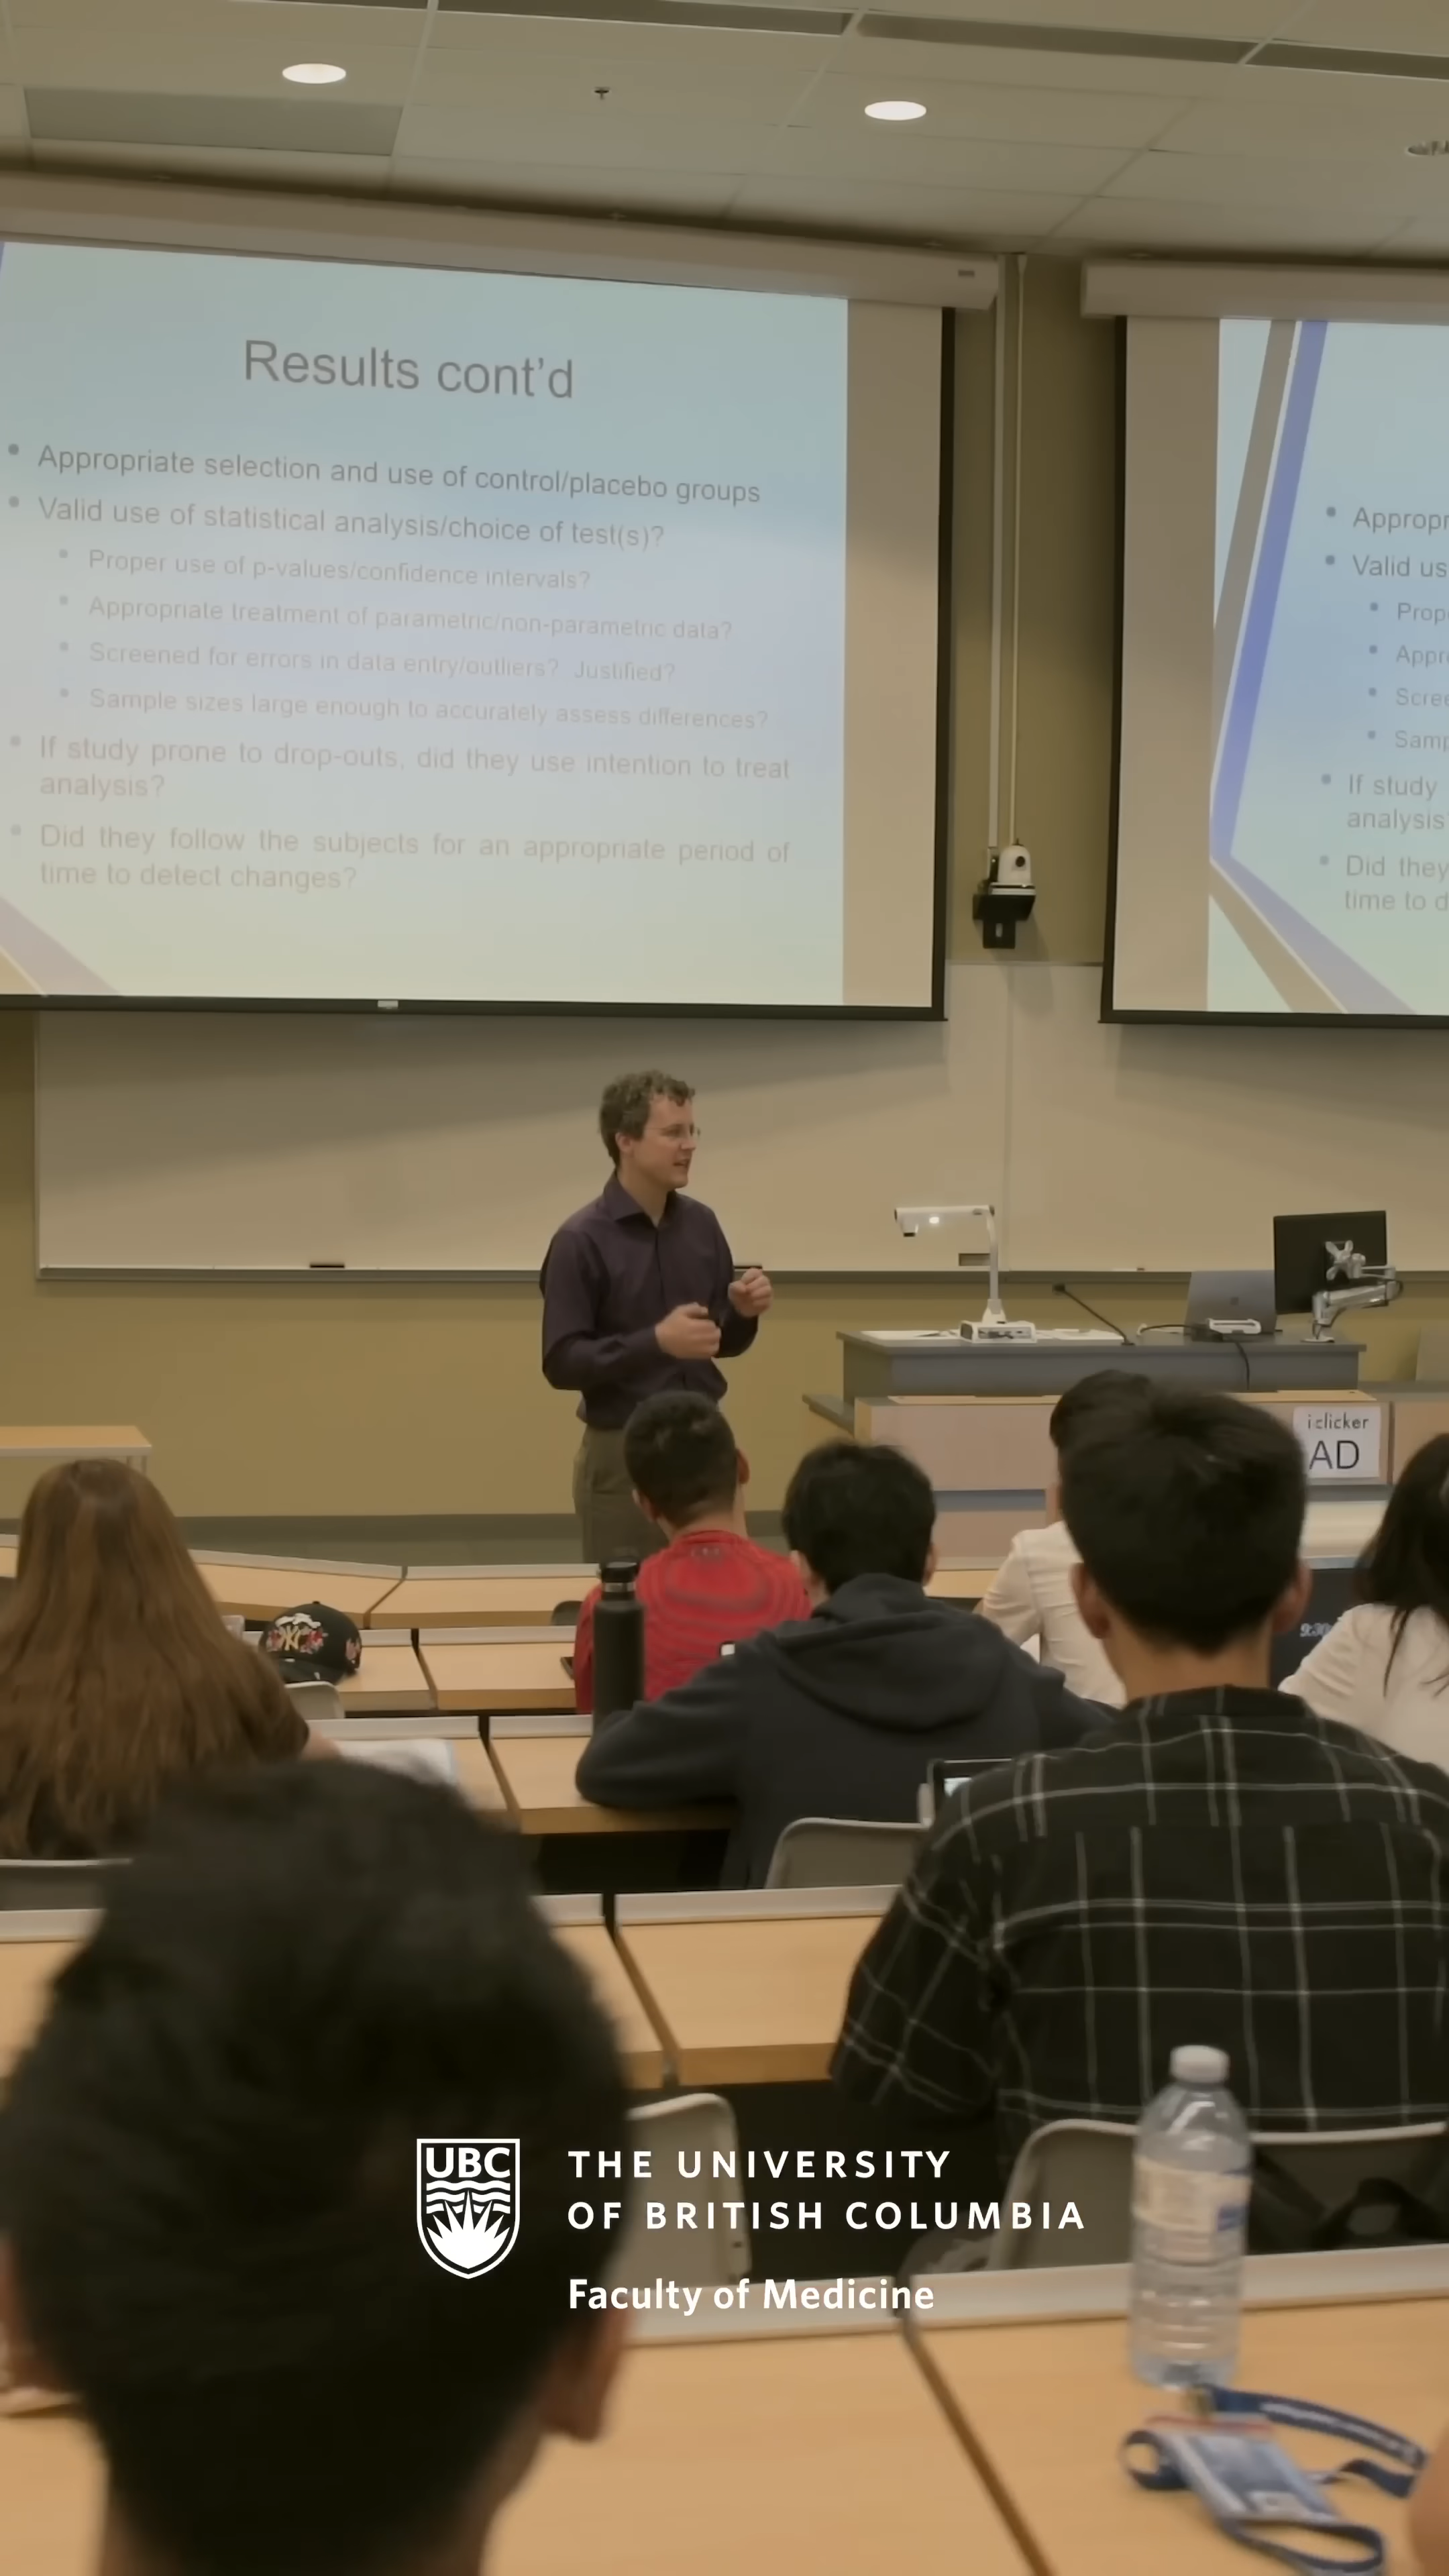 Results cont'd
• Appropriate selection and use of control/placebo groups
• Valid use of statistical analysis/choice of test(s)?
• Proper use of p-values/confidence intervals?
• Appropriate treatment of parametric/non-parametric data?
• Screened for errors in data entry/outliers? Justified?
• Sample sizes large enough to accurately assess differences?
• If study prone to drop-outs, did they use intention to treat
analysis?
• Did they follow the subjects for an appropriate period of
time to detect changes?
• Appropr
• Valid us
• Prop
• Appr
• Scree
• Samp
• If study
analysis
• Did they
time to d
iclicker
AD
NY
UBC
THE UNIVERSITY
OF BRITISH COLUMBIA
Faculty of Medicine